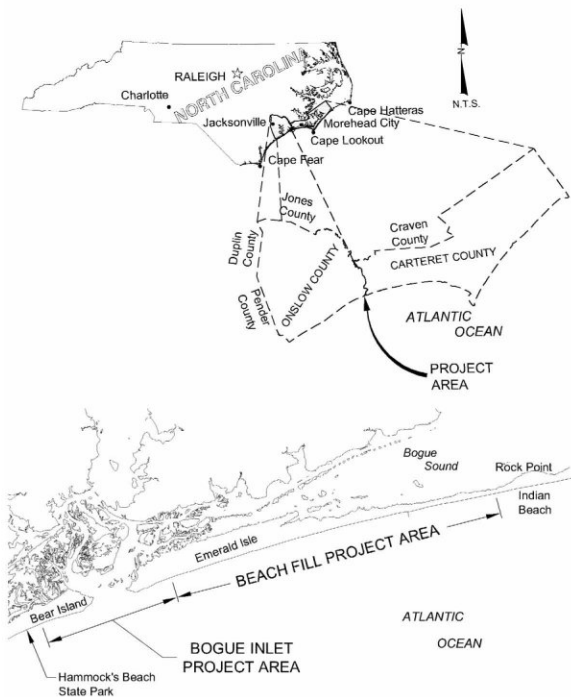 N
N.T.S.
RALEIGH
NORTH CAROLINA
Charlotte
Cape Hatteras
Jacksonville
Morehead City
Cape Lookout
Cape Fear
Jones
County
Duplin
County
Craven
County
CARTERET COUNTY
ONSLOW COUNTY
Pender
County
ATLANTIC
OCEAN
PROJECT
AREA
Bogue
Sound
Rock Point
Indian
Beach
Emerald Isle
BEACH FILL PROJECT AREA
Bear Island
BOGUE INLET
PROJECT AREA
ATLANTIC
OCEAN
Hammock's Beach
State Park